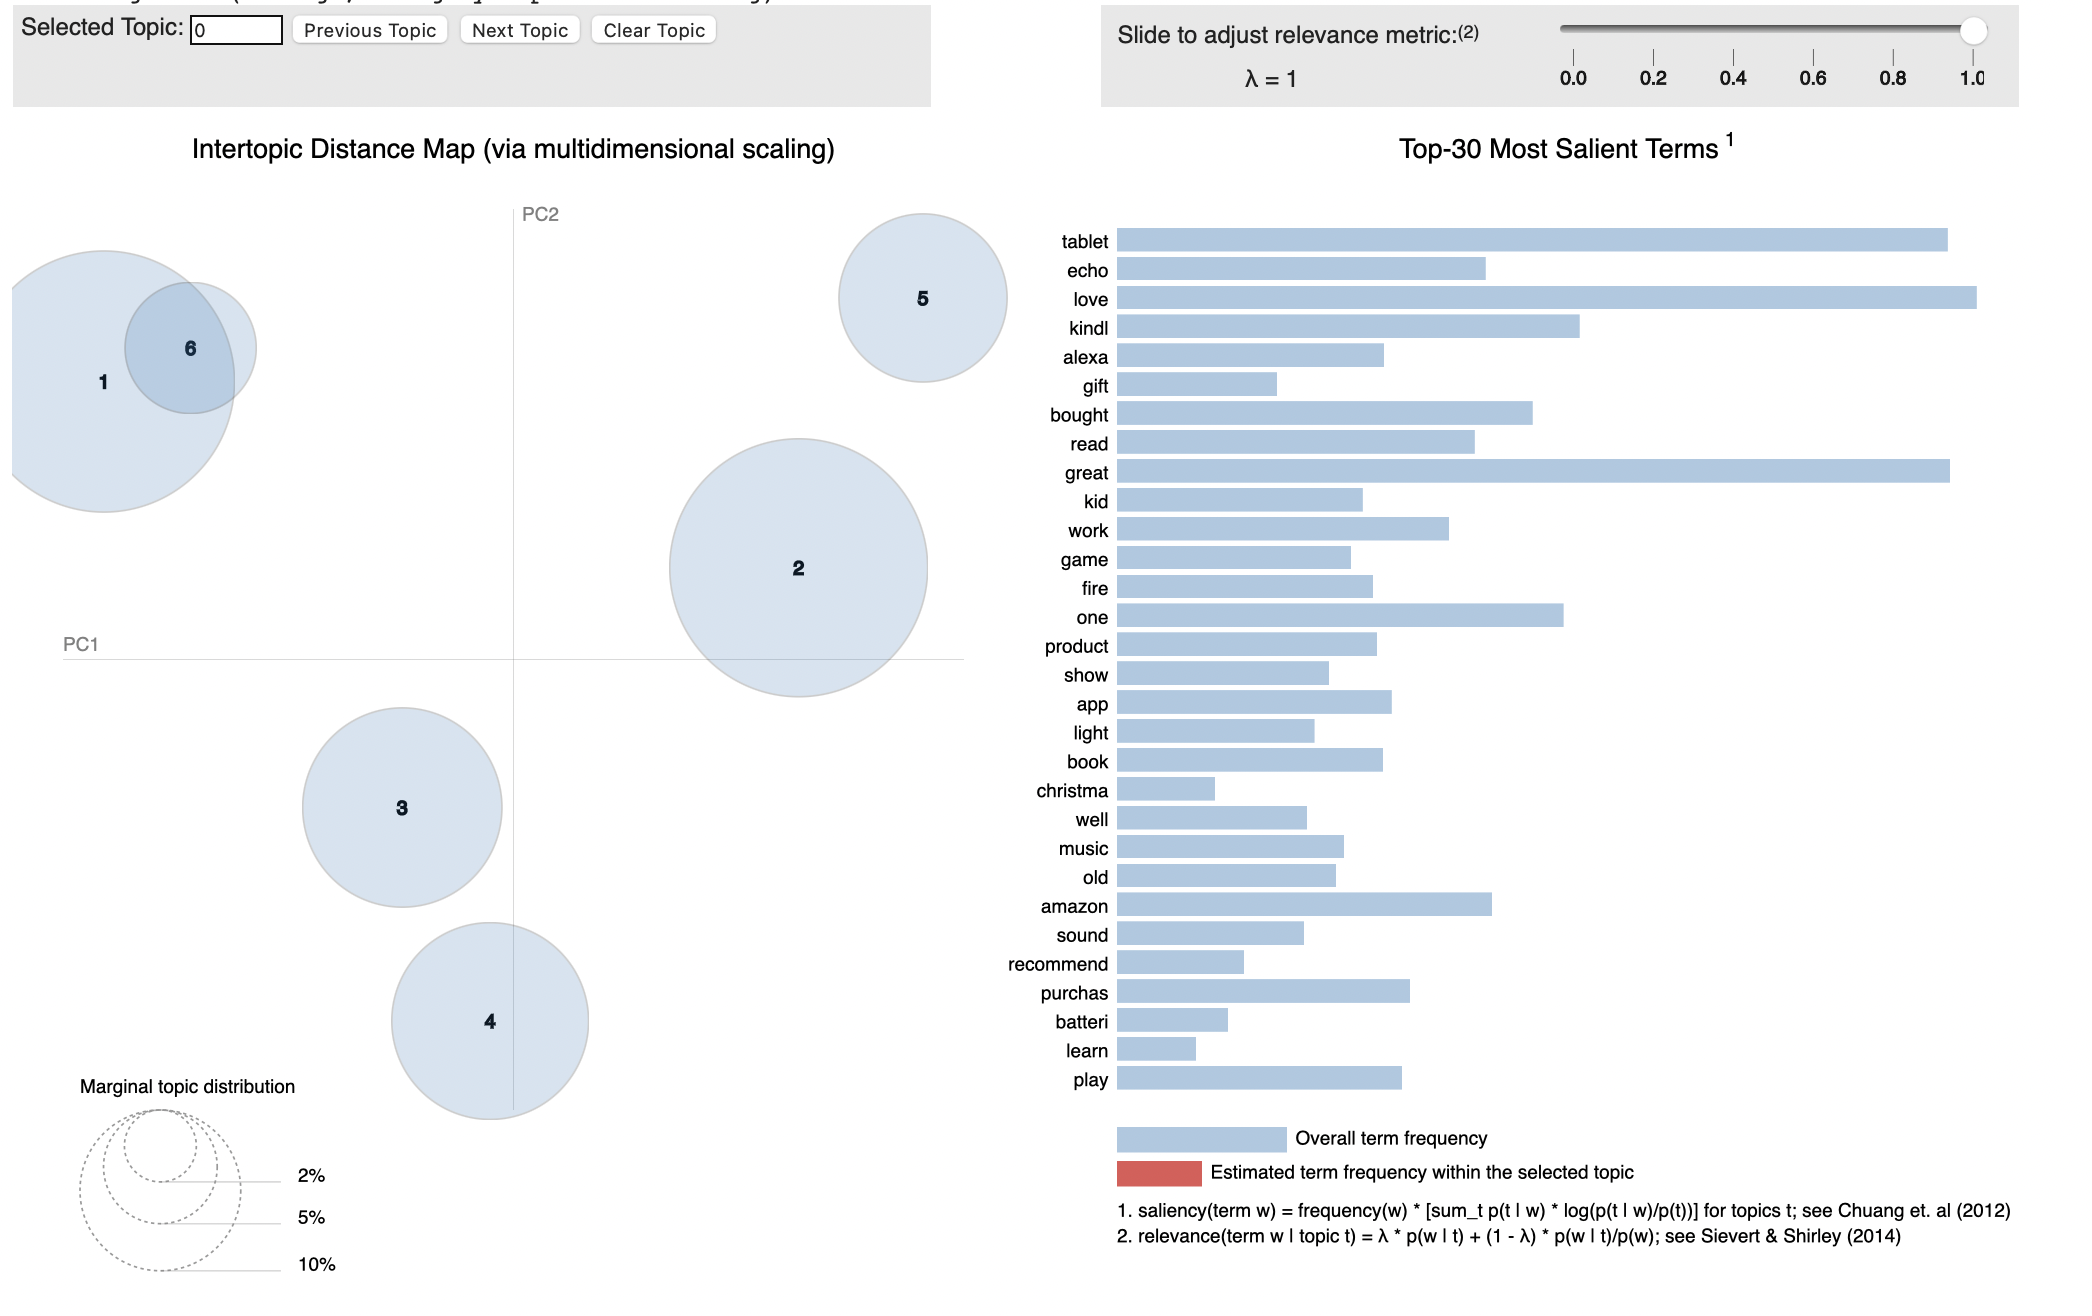 Selected Topic: 0 Previous Topic Next Topic Clear Topic
Slide to adjust relevance metric:(2)
λ = 1
0.0 0.2 0.4 0.6 0.8 1.0
Intertopic Distance Map (via multidimensional scaling)
PC2
PC1
1
6
5
2
3
4
Marginal topic distribution
2%
5%
10%
Top-30 Most Salient Terms 1
tablet
echo
love
kindl
alexa
gift
bought
read
great
kid
work
game
fire
one
product
show
app
light
book
christma
well
music
old
amazon
sound
recommend
purchas
batteri
learn
play
Overall term frequency
Estimated term frequency within the selected topic
1. saliency(term w) = frequency(w) * [sum_t p(t | w) * log(p(t | w)/p(t))] for topics t; see Chuang et. al (2012)
2. relevance(term w | topic t) = λ * p(w | t) + (1 - λ) * p(w | t)/p(w); see Sievert & Shirley (2014)